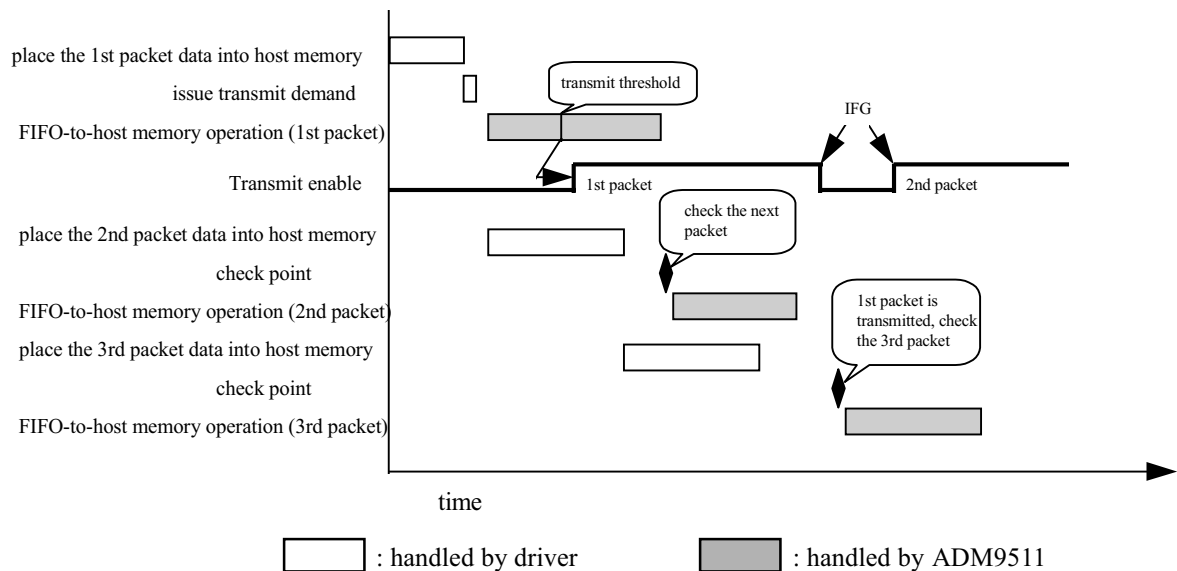 place the 1st packet data into host memory
issue transmit demand
transmit threshold
FIFO-to-host memory operation (1st packet)
IFG
Transmit enable
1st packet
2nd packet
check the next
packet
place the 2nd packet data into host memory
check point
FIFO-to-host memory operation (2nd packet)
1st packet is
transmitted, check
the 3rd packet
place the 3rd packet data into host memory
check point
FIFO-to-host memory operation (3rd packet)
time
: handled by driver
: handled by ADM9511